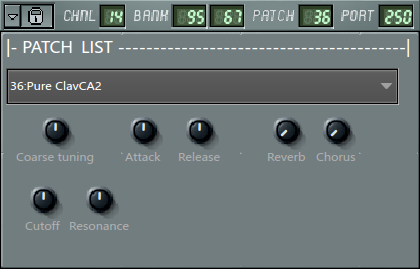 CHNL 14 BANK 95 67 PATCH 36 PORT 250
|- PATCH LIST ------------------------------------------|
36:Pure ClavCA2
Coarse tuning Attack Release Reverb Chorus
Cutoff Resonance